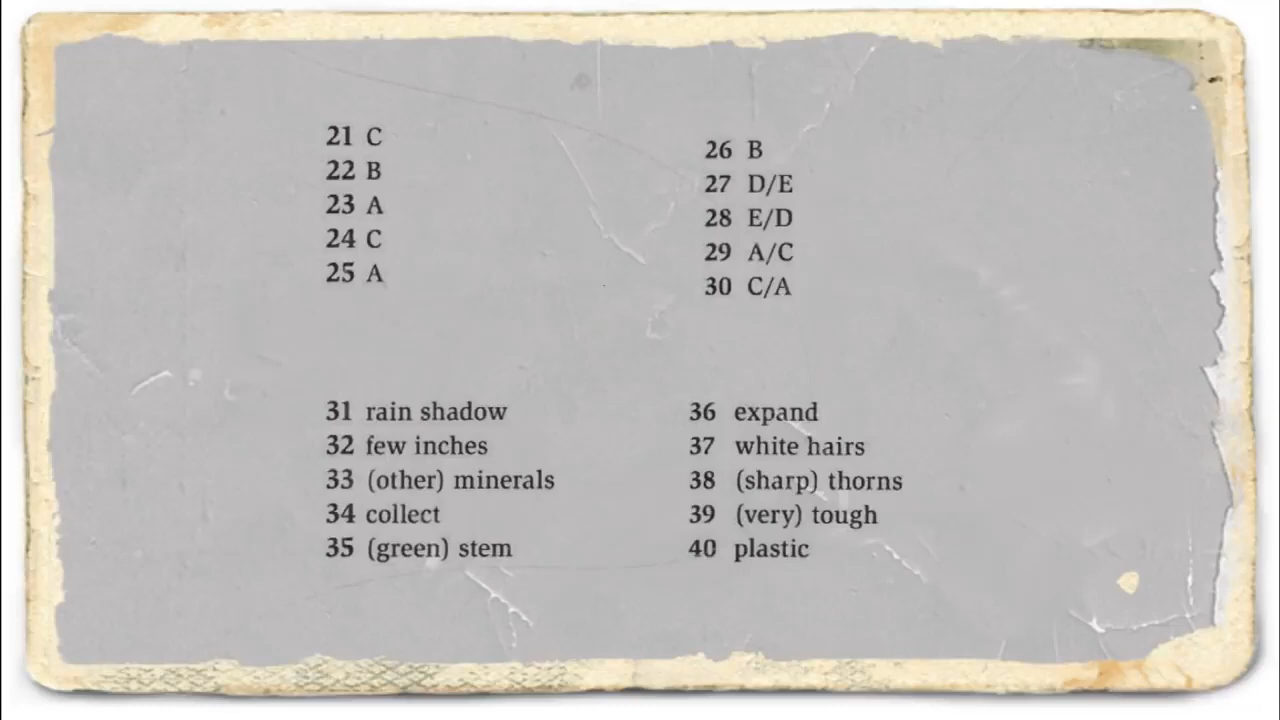 21 C
22 B
23 A
24 C
25 A
26 B
27 D/E
28 E/D
29 A/C
30 C/A
31 rain shadow
32 few inches
33 (other) minerals
34 collect
35 (green) stem
36 expand
37 white hairs
38 (sharp) thorns
39 (very) tough
40 plastic